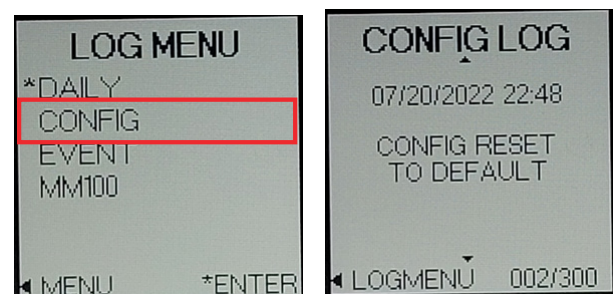 LOG MENU
*DAILY
CONFIG
EVENT
MM100
◄ MENU *ENTER
CONFIG LOG
07/20/2022 22:48
CONFIG RESET
TO DEFAULT
◄ LOGMENU 002/300